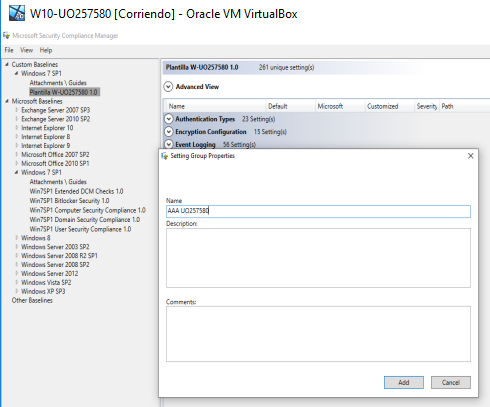 W10-UO257580 [Corriendo] - Oracle VM VirtualBox
Microsoft Security Compliance Manager
File View Help
Custom Baselines
Windows 7 SP1
Attachments \ Guides
Plantilla W-UO257580 1.0
Microsoft Baselines
Exchange Server 2007 SP3
Exchange Server 2010 SP2
Internet Explorer 10
Internet Explorer 8
Internet Explorer 9
Microsoft Office 2007 SP2
Microsoft Office 2010 SP1
Windows 7 SP1
Attachments \ Guides
Win7SP1 Extended DCM Checks 1.0
Win7SP1 Bitlocker Security 1.0
Win7SP1 Computer Security Compliance 1.0
Win7SP1 Domain Security Compliance 1.0
Win7SP1 User Security Compliance 1.0
Windows 8
Windows Server 2003 SP2
Windows Server 2008 R2 SP1
Windows Server 2008 SP2
Windows Server 2012
Windows Vista SP2
Windows XP SP3
Other Baselines
Plantilla W-UO257580 1.0 261 unique setting(s)
Advanced View
Name Default Microsoft Customized Severity Path
Authentication Types 23 Setting(s)
Encryption Configuration 15 Setting(s)
Event Logging 56 Setting(s)
Setting Group Properties
Name
AAA UO257580
Description:
Comments:
Add Cancel